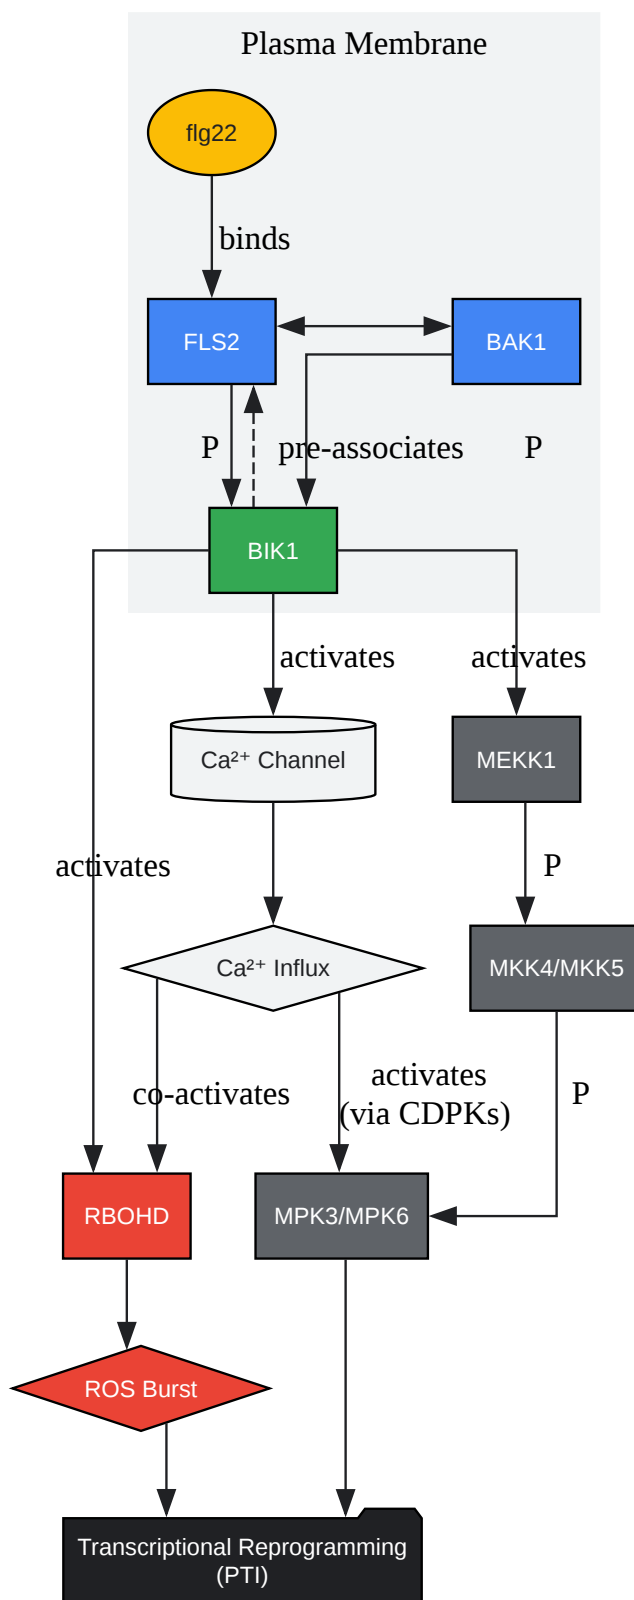 Plasma Membrane
flg22
binds
FLS2
BAK1
P
pre-associates
P
BIK1
activates
activates
Ca²⁺ Channel
MEKK1
activates
P
Ca²⁺ Influx
MKK4/MKK5
co-activates
activates
(via CDPKs)
P
RBOHD
MPK3/MPK6
ROS Burst
Transcriptional Reprogramming
(PTI)